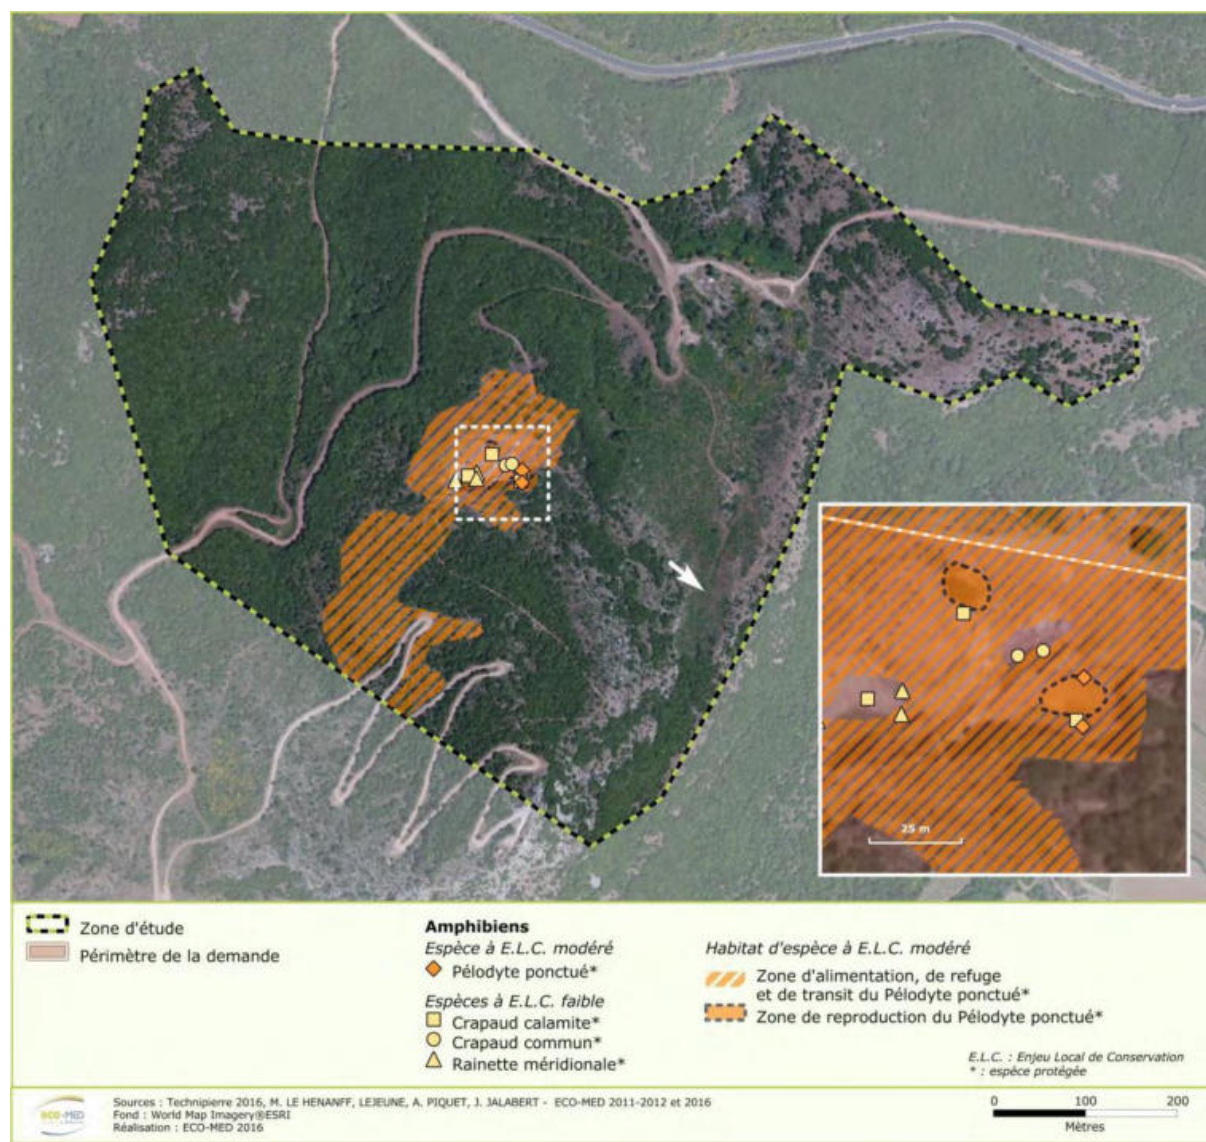 25 m
Zone d'étude
Périmètre de la demande
Amphibiens
Espèce à E.L.C. modéré
Pélodyte ponctué*
Espèces à E.L.C. faible
Crapaud calamite*
Crapaud commun*
Rainette méridionale*
Habitat d'espèce à E.L.C. modéré
Zone d'alimentation, de refuge
et de transit du Pélodyte ponctué*
Zone de reproduction du Pélodyte ponctué*
E.L.C. : Enjeu Local de Conservation
* : espèce protégée
ECO-MED
Sources : Technipierre 2016, M. LE HENANFF, LEJEUNE, A. PIQUET, J. JALABERT - ECO-MED 2011-2012 et 2016
Fond : World Map Imagery®ESRI
Réalisation : ECO-MED 2016
0 100 200
Mètres